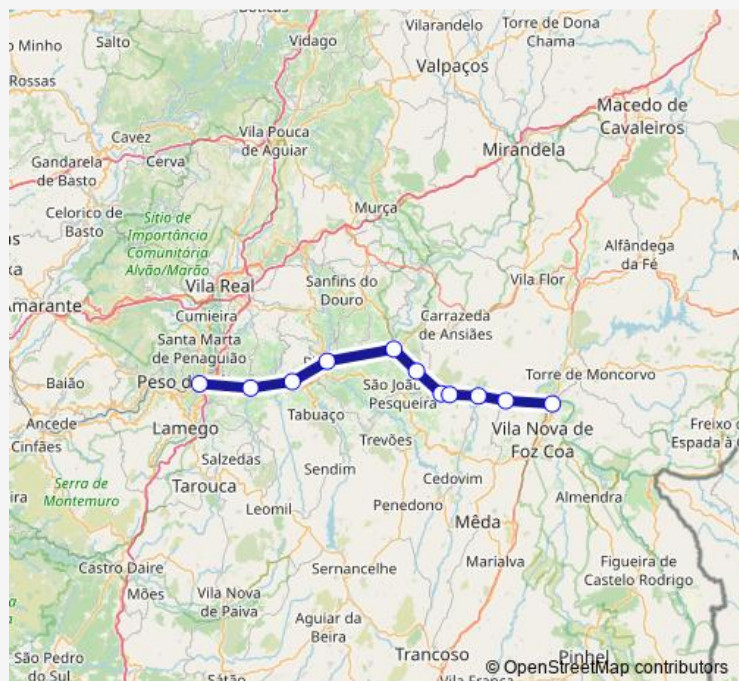 Boticas
o Minho
Salto
Vidago
Vilarandelo
Torre de Dona
Chama
Rossas
Valpaços
Macedo de
Cavaleiros
Cavez
Vila Pouca
de Aguiar
Gandarela
de Basto
Cerva
Mirandela
Celorico de
Basto
Sítio de
Importância
Comunitária
Alvão/Marão
Murça
Alfândega
da Fé
Vila Real
Sanfins do
Douro
Vila Flor
Amarante
Cumieira
Carrazeda
de Ansiães
Santa Marta
de Penaguião
Baião
Peso d
São João
Pesqueira
Torre de Moncorvo
Ancede
Tabuaço
Lamego
Trevões
Vila Nova de
Foz Coa
Freixo
Espada à C
Cinfães
Salzedas
Sendim
Serra de
Montemuro
Tarouca
Cedovim
Leomil
Penedono
Almendra
Mêda
Castro Daire
Sernancelhe
Marialva
Figueira de
Castelo Rodrigo
Mões
Vila Nova
de Paiva
Aguiar da
Beira
São Pedro
do Sul
Trancoso
Pinhel
Sátão
Vila Franca
© OpenStreetMap contributors